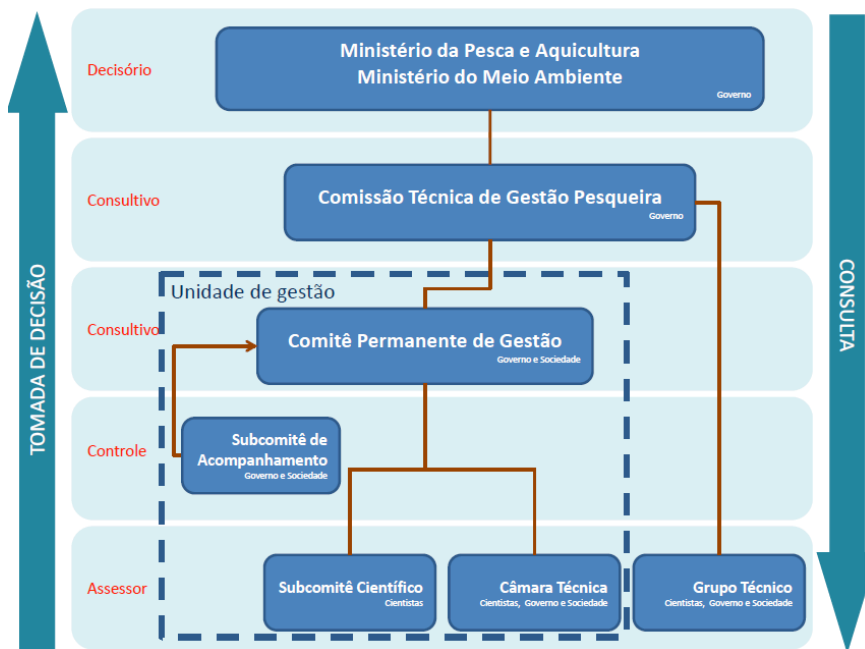 Decisório
Ministério da Pesca e Aquicultura
Ministério do Meio Ambiente
Governo
Consultivo
Comissão Técnica de Gestão Pesqueira
Governo
Unidade de gestão
Consultivo
Comitê Permanente de Gestão
Governo e Sociedade
Controle
Subcomitê de
Acompanhamento
Governo e Sociedade
Assessor
Subcomitê Científico
Cientistas
Câmara Técnica
Cientistas, Governo e Sociedade
Grupo Técnico
Cientistas, Governo e Sociedade
TOMADA DE DECISÃO
CONSULTA